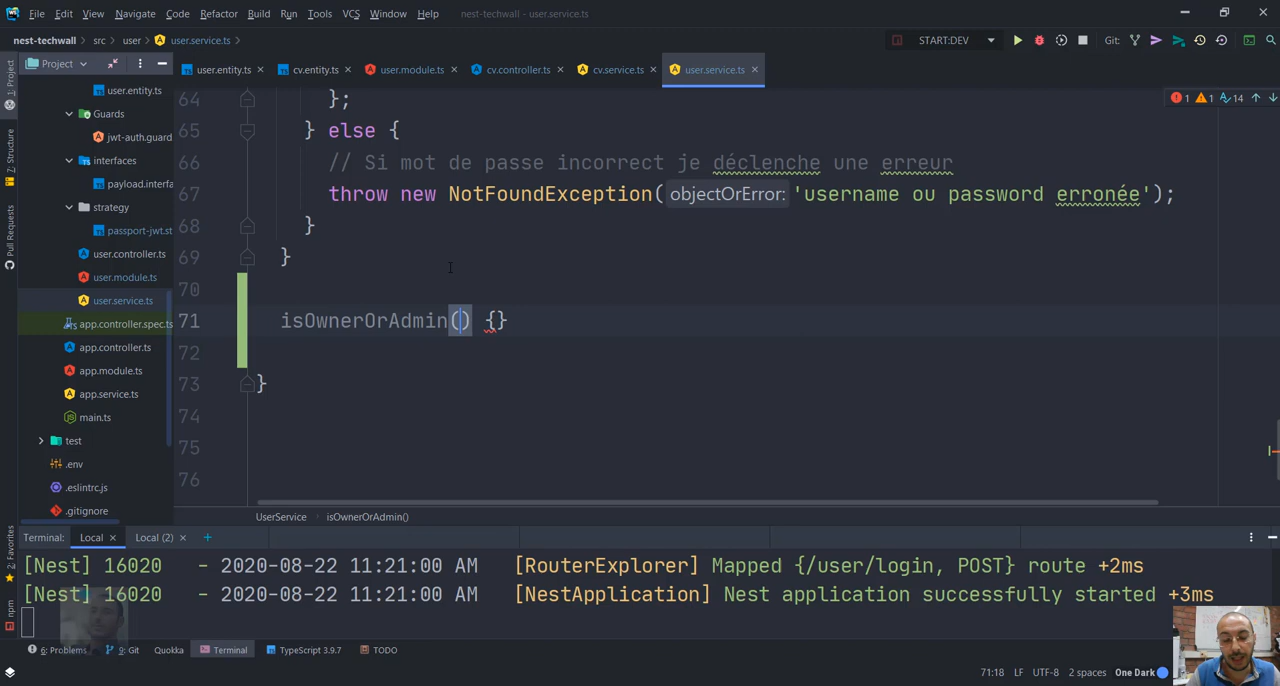 File Edit View Navigate Code Refactor Build Run Tools VCS Window Help nest-techwall - user.service.ts
nest-techwall src user user.service.ts START:DEV Git:
Project
user.entity.ts cv.entity.ts user.module.ts cv.controller.ts cv.service.ts user.service.ts
1: Project
Z: Structure
Pull Requests
2: Favorites
npm
user.entity.ts
Guards
jwt-auth.guard
interfaces
payload.interfa
strategy
passport-jwt.st
user.controller.ts
user.module.ts
user.service.ts
app.controller.spec.ts
app.controller.ts
app.module.ts
app.service.ts
main.ts
test
.env
.eslintrc.js
.gitignore
1 1 14
64 };
65 } else {
66 // Si mot de passe incorrect je déclenche une erreur
67 throw new NotFoundException( objectOrError: 'username ou password erronée');
68 }
69 }
70
71 isOwnerOrAdmin() {}
72
73 }
74
75
76
UserService isOwnerOrAdmin()
Terminal: Local Local (2) +
[Nest] 16020 - 2020-08-22 11:21:00 AM [RouterExplorer] Mapped {/user/login, POST} route +2ms
[Nest] 16020 - 2020-08-22 11:21:00 AM [NestApplication] Nest application successfully started +3ms
6: Problems 9: Git Quokka Terminal TypeScript 3.9.7 TODO
71:18 LF UTF-8 2 spaces One Dark